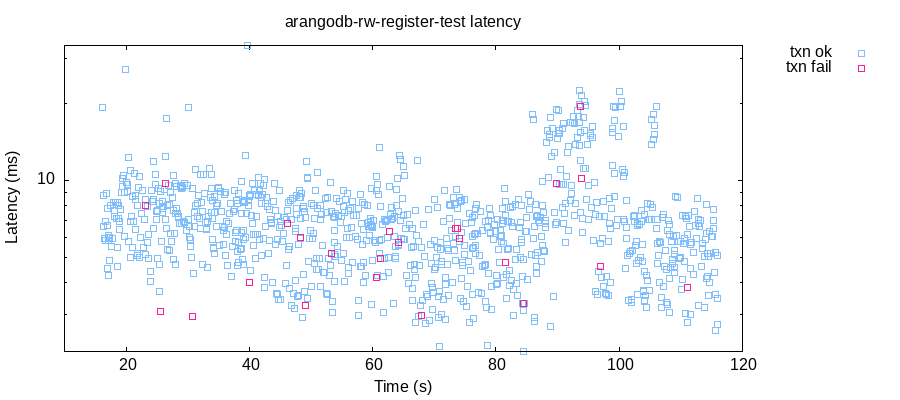 arangodb-rw-register-test latency
txn ok
txn fail
Latency (ms)
10
20 40 60 80 100 120
Time (s)